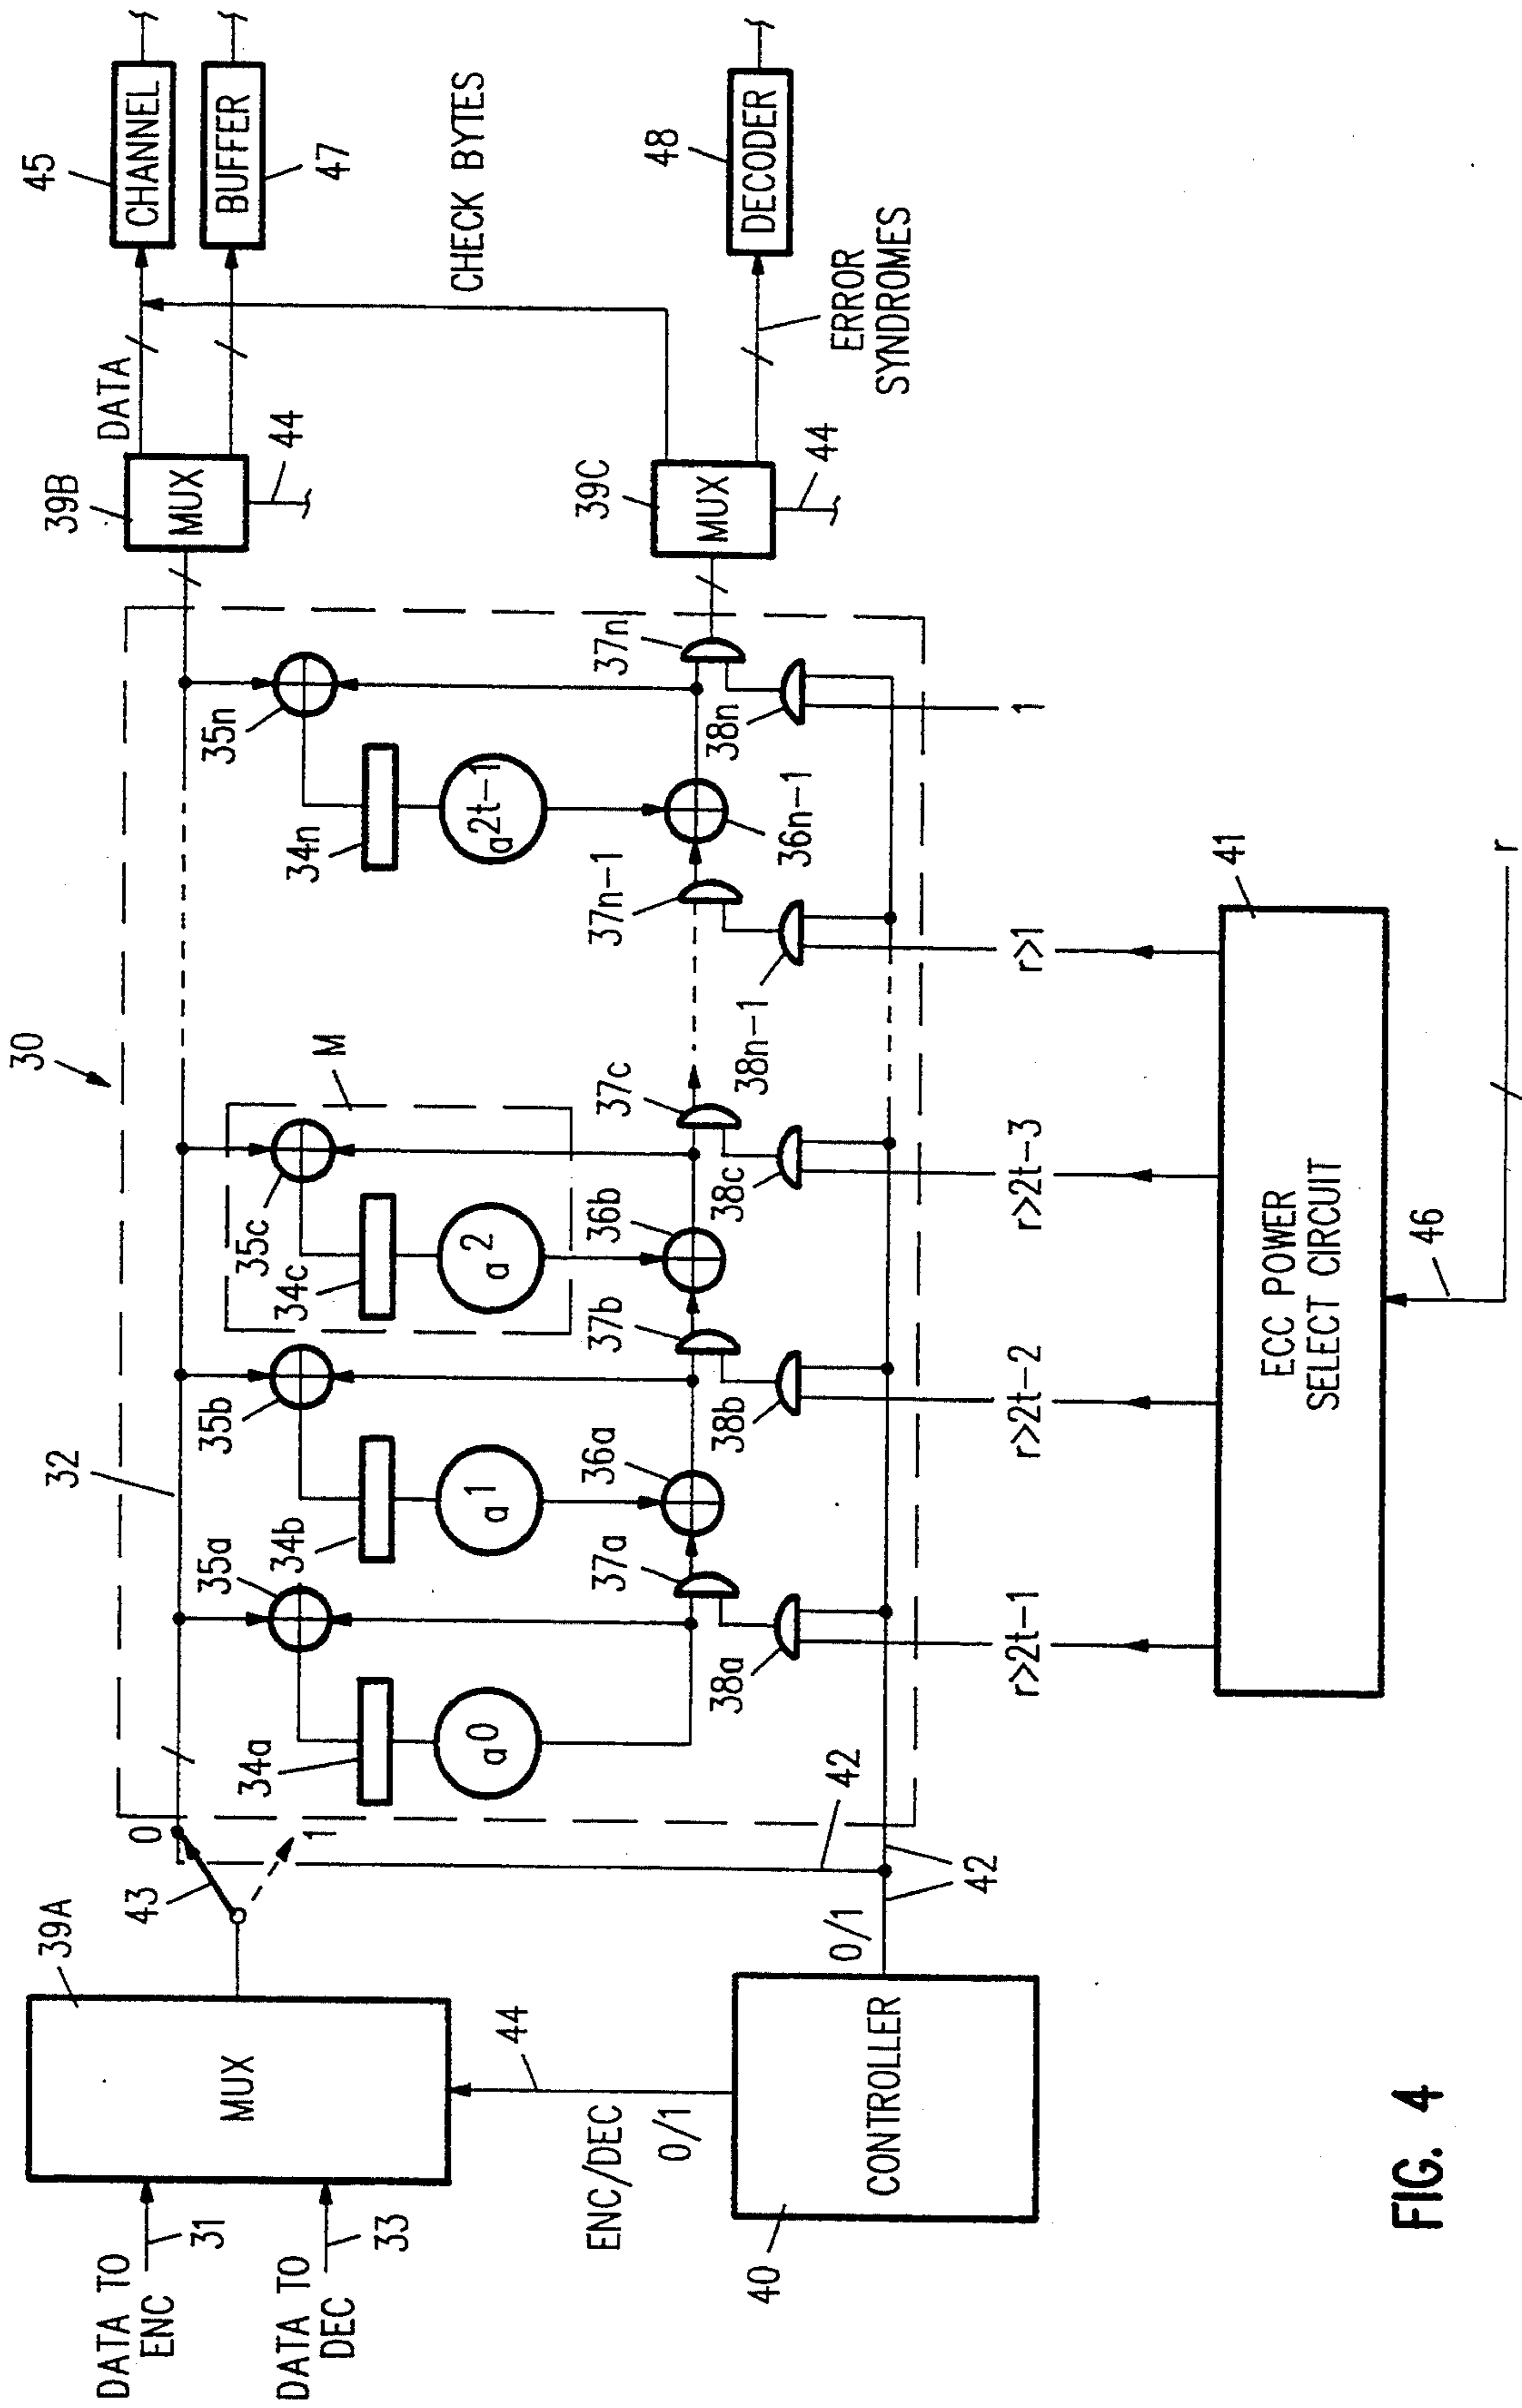 45
CHANNEL
BUFFER
47
DATA
39B
MUX
44
CHECK BYTES
48
DECODER
ERROR
SYNDROMES
39C
MUX
44
30
32
M
35a
35b
35c
35n
34a
34b
34c
34n
a0
a1
a2
a2t-1
36a
36b
36n-1
37a
37b
37c
37n-1
37n
38a
38b
38c
38n-1
38n
r>2t-1
r>2t-2
r>2t-3
r>1
1
41
ECC POWER
SELECT CIRCUIT
46
r
39A
MUX
43
0
1
42
42
0/1
DATA TO
ENC
31
DATA TO
DEC
33
ENC/DEC
0/1
44
40
CONTROLLER
FIG. 4